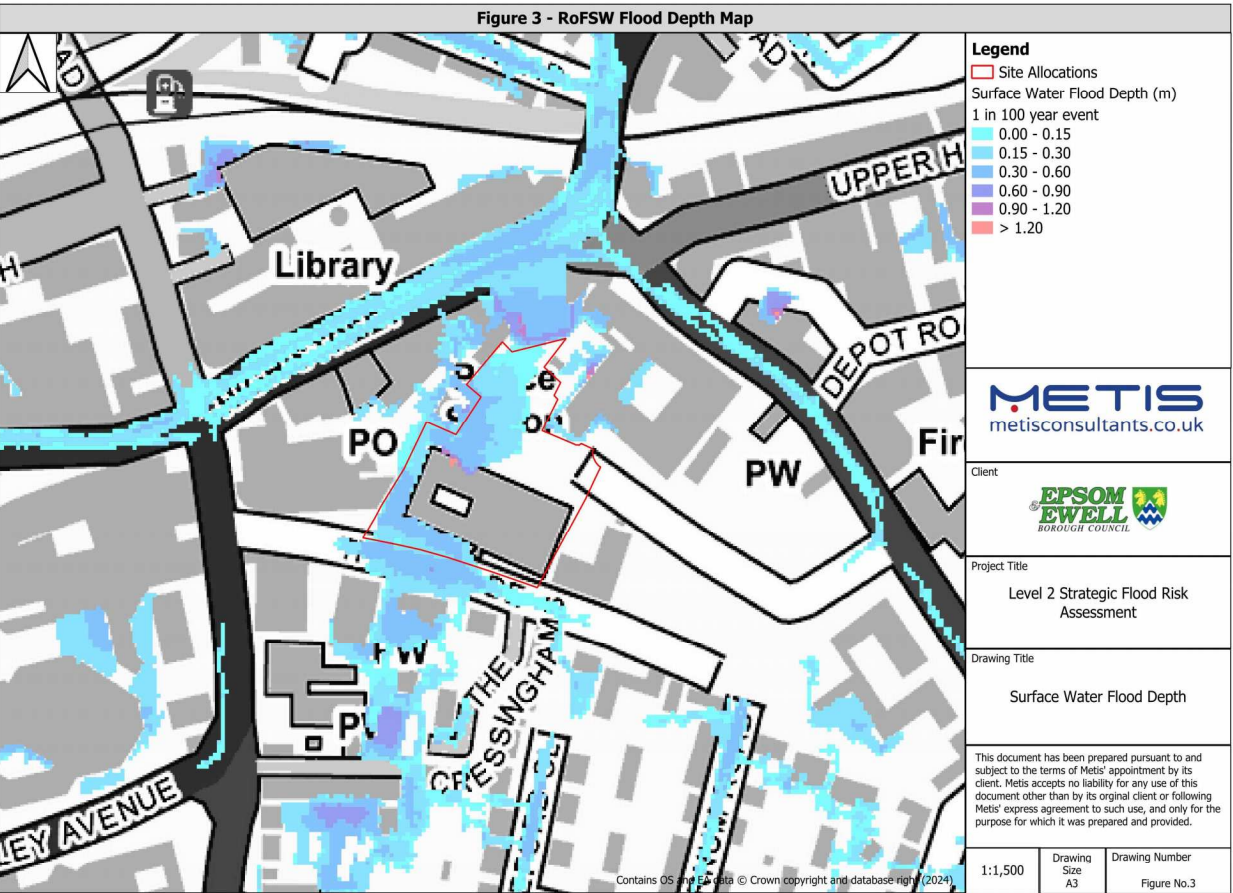 Figure 3 - RoFSW Flood Depth Map
AD
AD
UPPER H
Library
H
DEPOT RO
PO
PW
Fir
THE
CRESSINGHAM
LEY AVENUE
Contains OS and EA data © Crown copyright and database right (2024)
Legend
Site Allocations
Surface Water Flood Depth (m)
1 in 100 year event
0.00 - 0.15
0.15 - 0.30
0.30 - 0.60
0.60 - 0.90
0.90 - 1.20
> 1.20
METIS
metisconsultants.co.uk
Client
EPSOM
& EWELL
BOROUGH COUNCIL
Project Title
Level 2 Strategic Flood Risk
Assessment
Drawing Title
Surface Water Flood Depth
This document has been prepared pursuant to and
subject to the terms of Metis' appointment by its
client. Metis accepts no liability for any use of this
document other than by its orginal client or following
Metis' express agreement to such use, and only for the
purpose for which it was prepared and provided.
1:1,500
Drawing
Size
A3
Drawing Number
Figure No.3